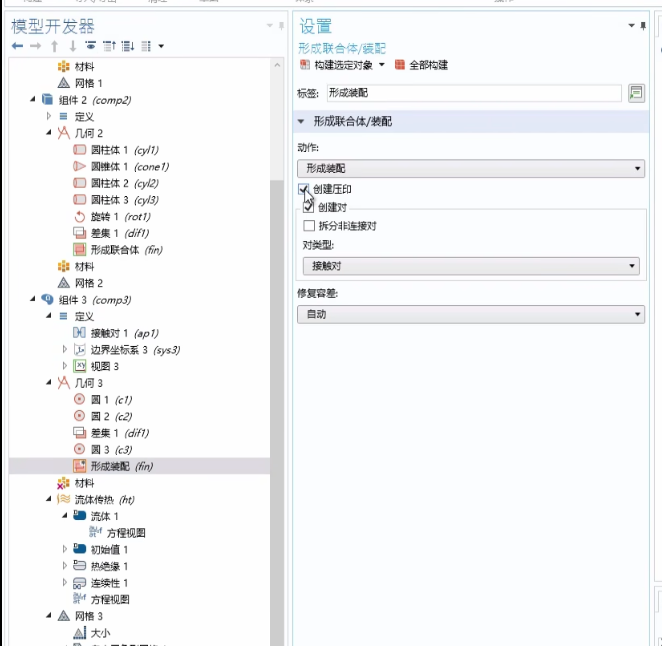 模型开发器
材料
网格 1
组件 2 (comp2)
定义
几何 2
圆柱体 1 (cyl1)
圆锥体 1 (cone1)
圆柱体 2 (cyl2)
圆柱体 3 (cyl3)
旋转 1 (rot1)
差集 1 (dif1)
形成联合体 (fin)
材料
网格 2
组件 3 (comp3)
定义
接触对 1 (ap1)
边界坐标系 3 (sys3)
视图 3
几何 3
圆 1 (c1)
圆 2 (c2)
差集 1 (dif1)
圆 3 (c3)
形成装配 (fin)
材料
流体传热 (ht)
流体 1
方程视图
初始值 1
热绝缘 1
连续性 1
方程视图
网格 3
大小
设置
形成联合体/装配
构建选定对象 全部构建
标签: 形成装配
形成联合体/装配
动作:
形成装配
创建压印
创建对
拆分非连接对
对类型:
接触对
修复容差:
自动